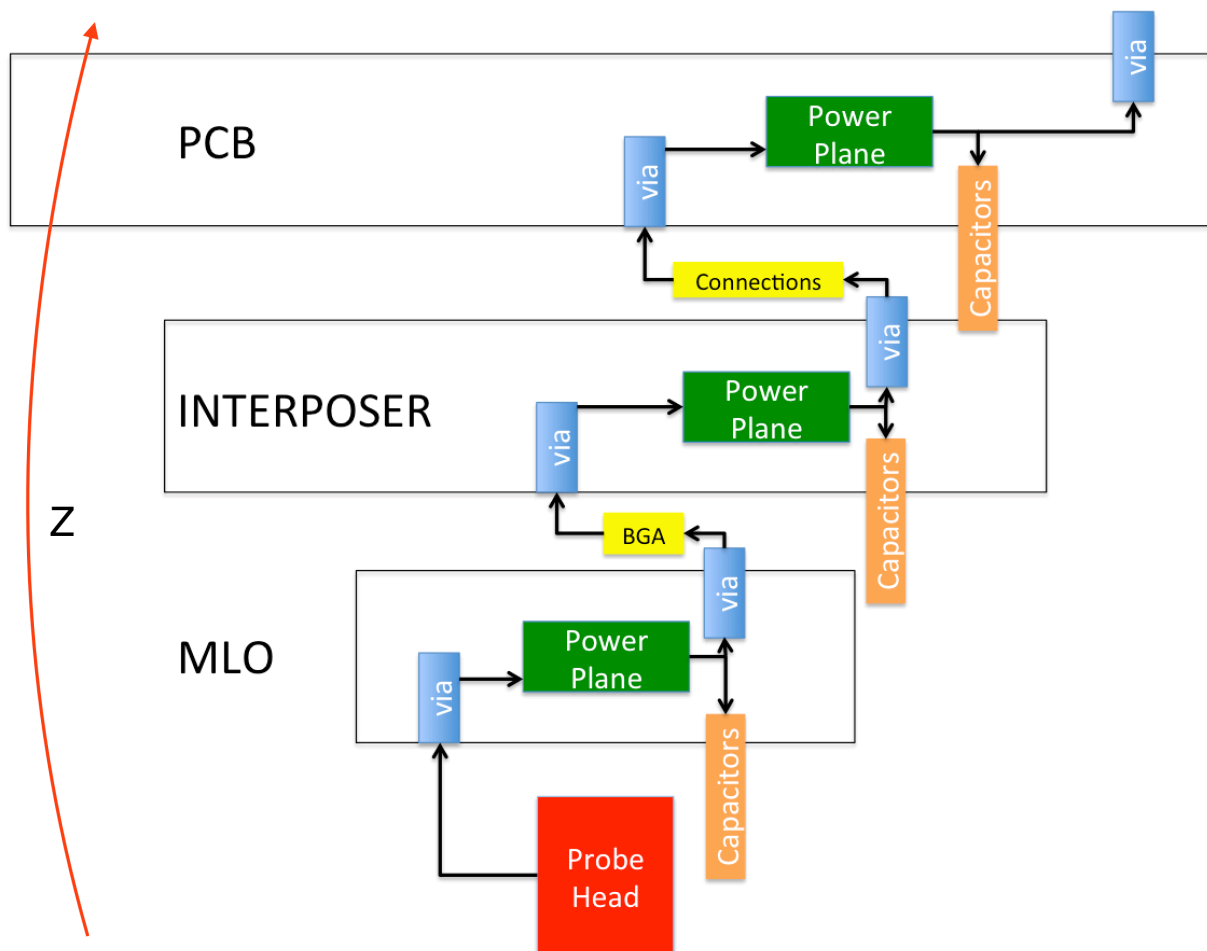 via
PCB
Power
Plane
via
Capacitors
Connections
via
INTERPOSER
Power
Plane
via
Capacitors
Z
BGA
via
MLO
Power
Plane
via
Capacitors
Probe
Head